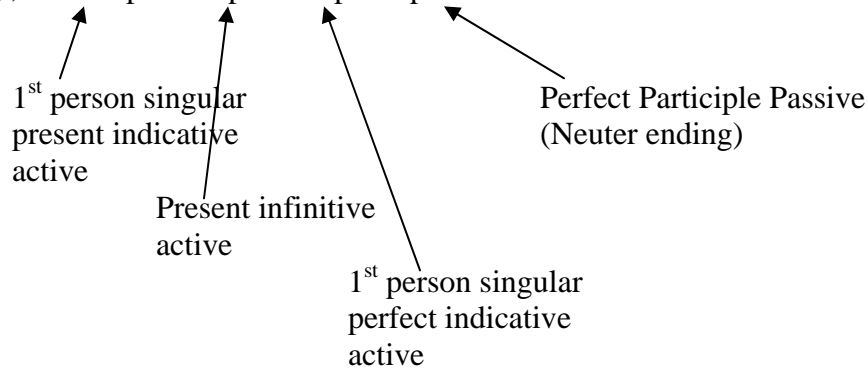 1st person singular
present indicative
active
Perfect Participle Passive
(Neuter ending)
Present infinitive
active
1st person singular
perfect indicative
active